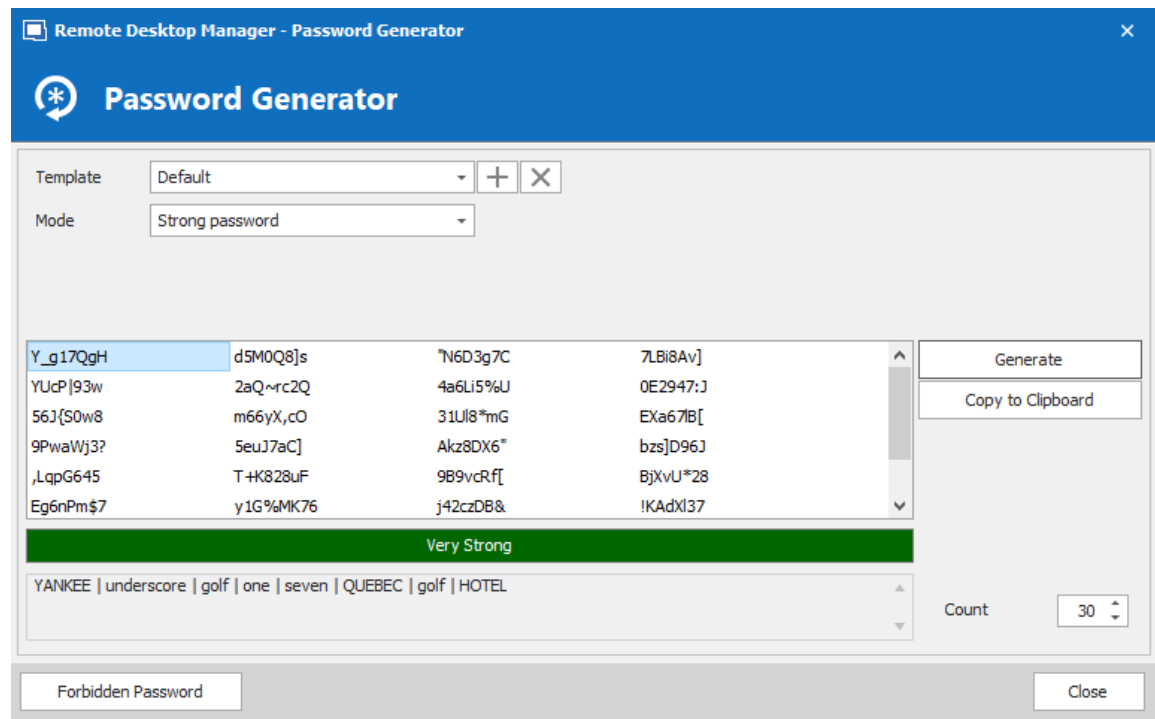 Remote Desktop Manager - Password Generator
Password Generator
Template Default
Mode Strong password
Y_g17QgH d5M0Q8]s "N6D3g7C 7LBi8Av]
YUcP|93w 2aQ~rc2Q 4a6Li5%U 0E2947:J
56J{S0w8 m66yX,cO 31Ul8*mG EXa67lB[
9PwaWj3? 5euJ7aC] Akz8DX6" bzs]D96J
,LqpG645 T+K828uF 9B9vcRf[ BjXvU*28
Eg6nPm$7 y1G%MK76 j42czDB& !KAdXl37
Generate
Copy to Clipboard
Very Strong
YANKEE | underscore | golf | one | seven | QUEBEC | golf | HOTEL
Count 30
Forbidden Password Close